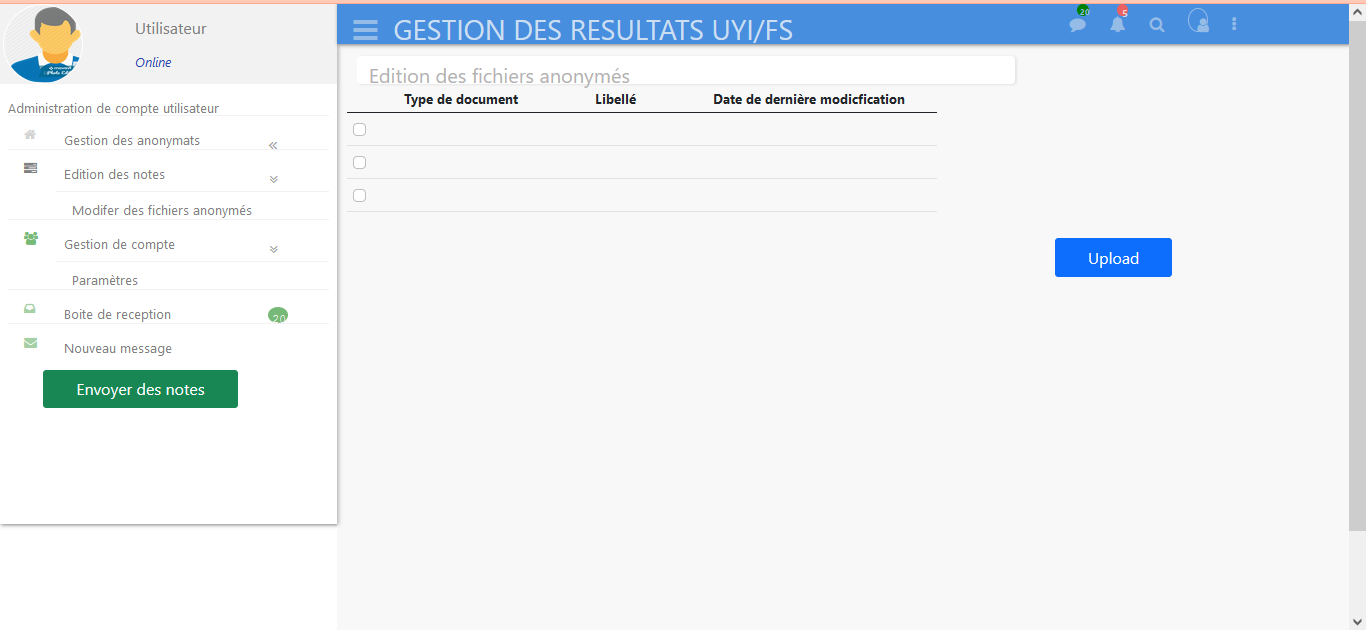 Utilisateur
Online
Administration de compte utilisateur
Gestion des anonymats
Edition des notes
Modifer des fichiers anonymés
Gestion de compte
Paramètres
Boite de reception 20
Nouveau message
Envoyer des notes
GESTION DES RESULTATS UYI/FS
20 5
Edition des fichiers anonymés
Type de document Libellé Date de dernière modicfication
Upload